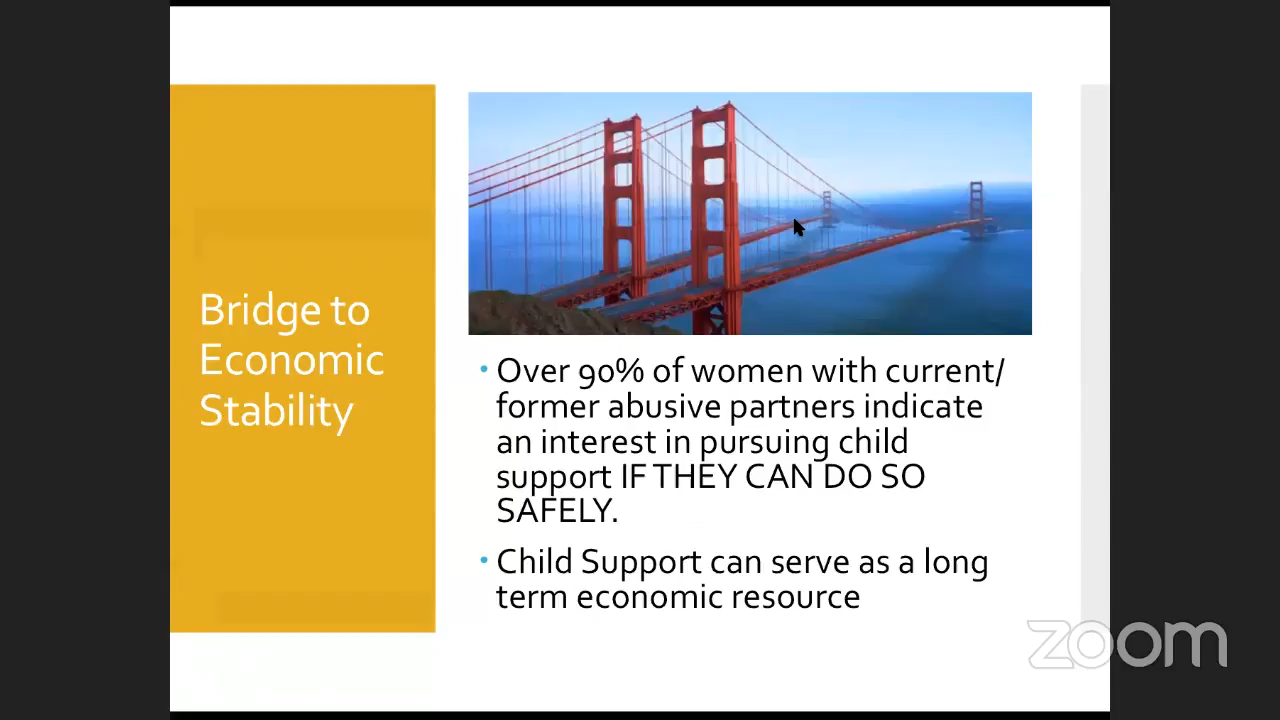 Bridge to
Economic
Stability
• Over 90% of women with current/
former abusive partners indicate
an interest in pursuing child
support IF THEY CAN DO SO
SAFELY.
• Child Support can serve as a long
term economic resource
zoom